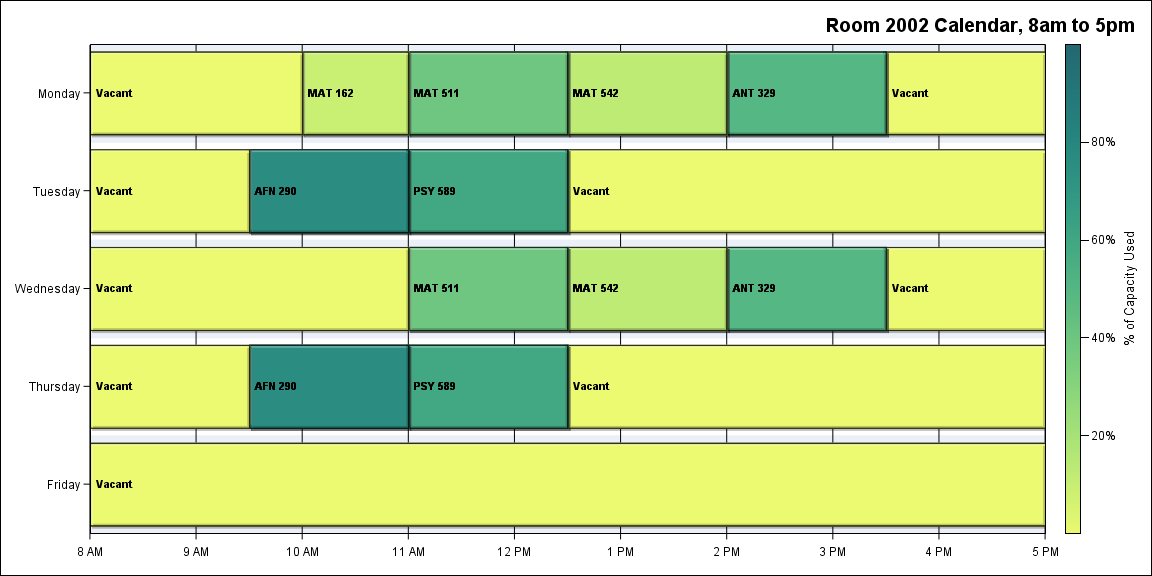 Room 2002 Calendar, 8am to 5pm
Monday
Vacant
MAT 162
MAT 511
MAT 542
ANT 329
Vacant
Tuesday
Vacant
AFN 290
PSY 589
Vacant
Wednesday
Vacant
MAT 511
MAT 542
ANT 329
Vacant
Thursday
Vacant
AFN 290
PSY 589
Vacant
Friday
Vacant
8 AM
9 AM
10 AM
11 AM
12 PM
1 PM
2 PM
3 PM
4 PM
5 PM
80%
60%
40%
20%
% of Capacity Used